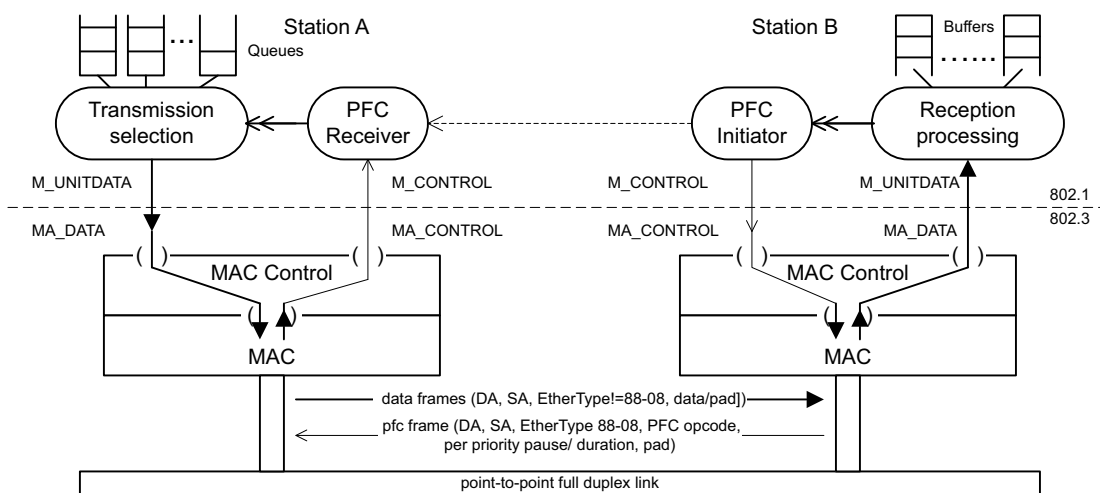 Station A
Station B
Queues
Buffers
...
......
Transmission
selection
PFC
Receiver
PFC
Initiator
Reception
processing
M_UNITDATA
M_CONTROL
M_CONTROL
M_UNITDATA
802.1
802.3
MA_DATA
MA_CONTROL
MA_CONTROL
MA_DATA
( )
( )
( )
( )
MAC Control
MAC Control
( )
( )
MAC
MAC
data frames (DA, SA, EtherType!=88-08, data/pad])
pfc frame (DA, SA, EtherType 88-08, PFC opcode,
per priority pause/ duration, pad)
point-to-point full duplex link